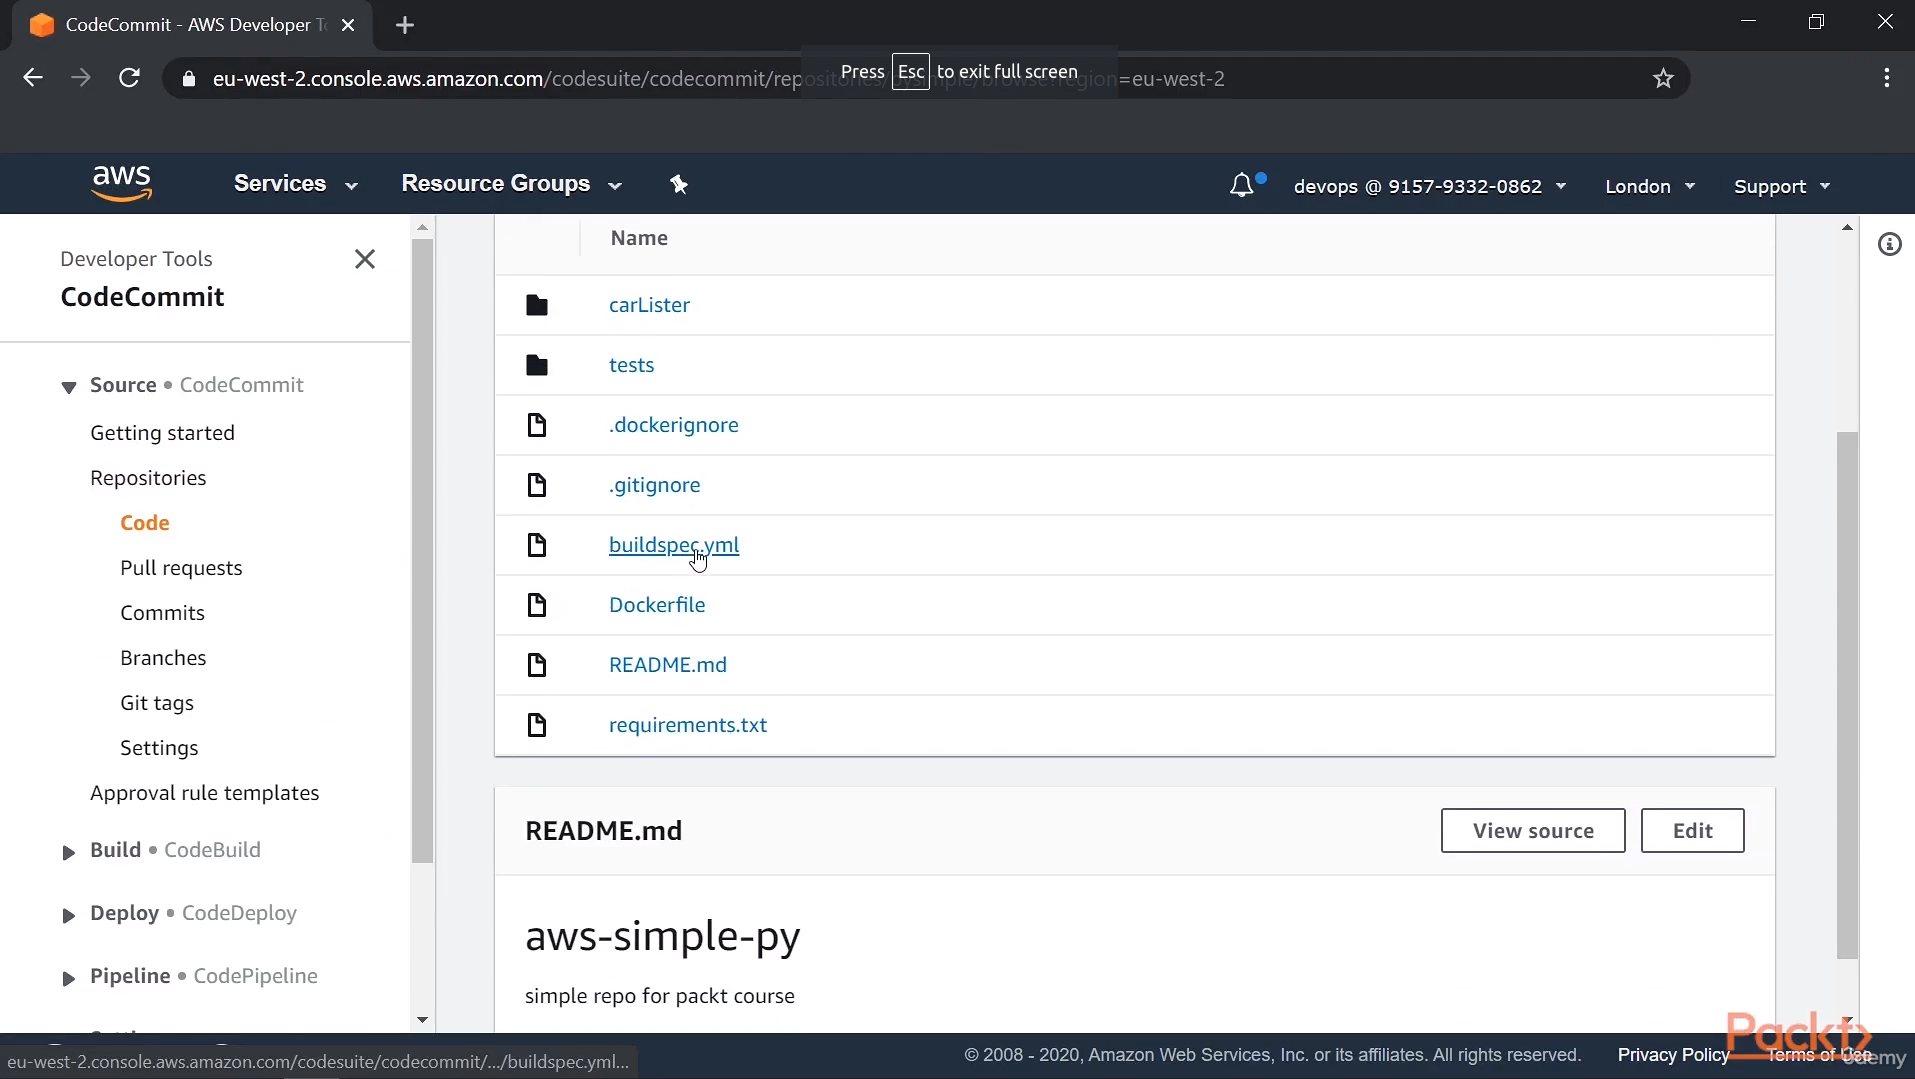 CodeCommit - AWS Developer
eu-west-2.console.aws.amazon.com/codesuite/codecommit/repositories/pysimple/browse?region=eu-west-2
Press Esc to exit full screen
aws
Services
Resource Groups
devops @ 9157-9332-0862
London
Support
Developer Tools
CodeCommit
Source • CodeCommit
Getting started
Repositories
Code
Pull requests
Commits
Branches
Git tags
Settings
Approval rule templates
Build • CodeBuild
Deploy • CodeDeploy
Pipeline • CodePipeline
Name
carLister
tests
.dockerignore
.gitignore
buildspec.yml
Dockerfile
README.md
requirements.txt
README.md
View source
Edit
aws-simple-py
simple repo for packt course
eu-west-2.console.aws.amazon.com/codesuite/codecommit/.../buildspec.yml...
© 2008 - 2020, Amazon Web Services, Inc. or its affiliates. All rights reserved.
Privacy Policy
Terms of Use
Packt>
udemy